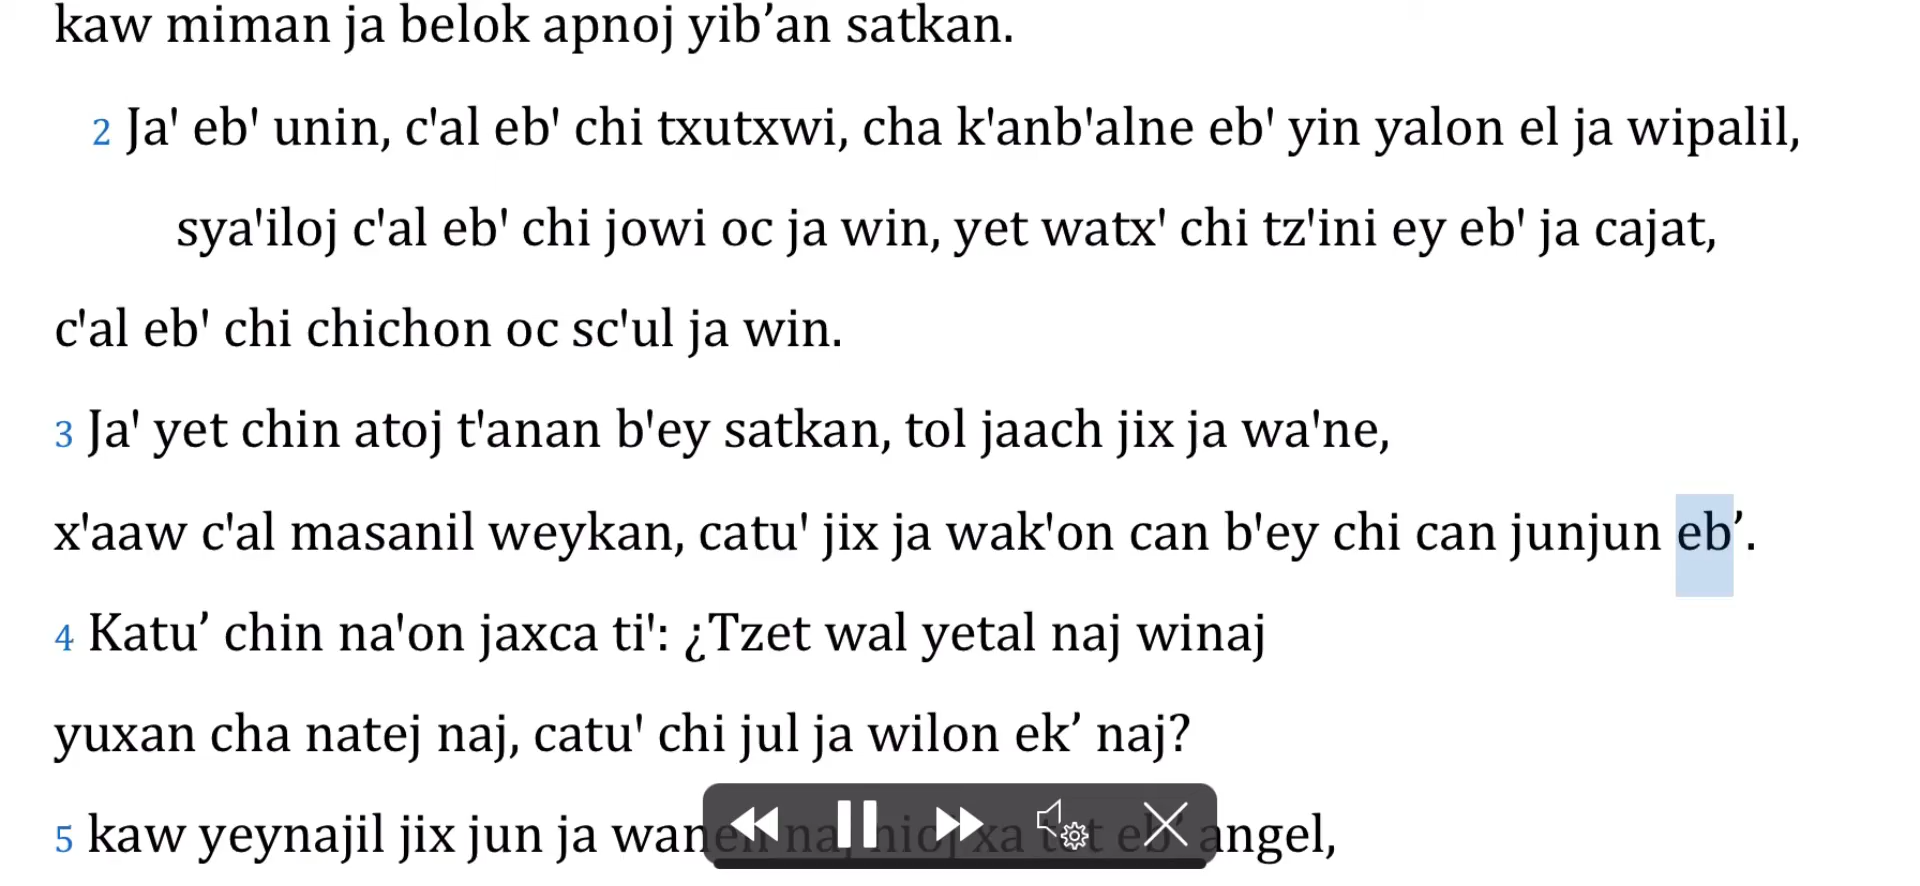 kaw miman ja belok apnoj yib’an satkan.
2 Ja' eb' unin, c'al eb' chi txutxwi, cha k'anb'alne eb' yin yalon el ja wipalil,
sya'iloj c'al eb' chi jowi oc ja win, yet watx' chi tz'ini ey eb' ja cajat,
c'al eb' chi chichon oc sc'ul ja win.
3 Ja' yet chin atoj t'anan b'ey satkan, tol jaach jix ja wa'ne,
x'aaw c'al masanil weykan, catu' jix ja wak'on can b'ey chi can junjun eb’.
4 Katu’ chin na'on jaxca ti': ¿Tzet wal yetal naj winaj
yuxan cha natej naj, catu' chi jul ja wilon ek’ naj?
5 kaw yeynajil jix jun ja wanen naj xa tet eb’ angel,